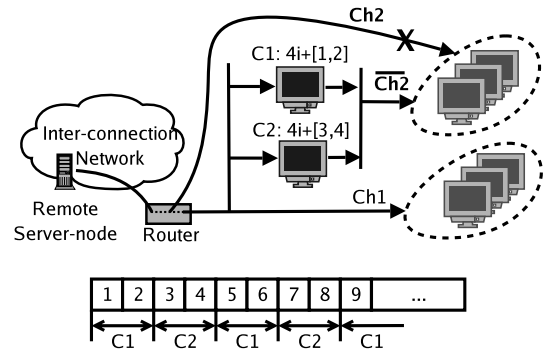 Ch2
C1: 4i+[1,2]
Ch2
Inter-connection
Network
C2: 4i+[3,4]
Remote
Server-node
Router
Ch1
1 2 3 4 5 6 7 8 9 ...
C1 C2 C1 C2 C1